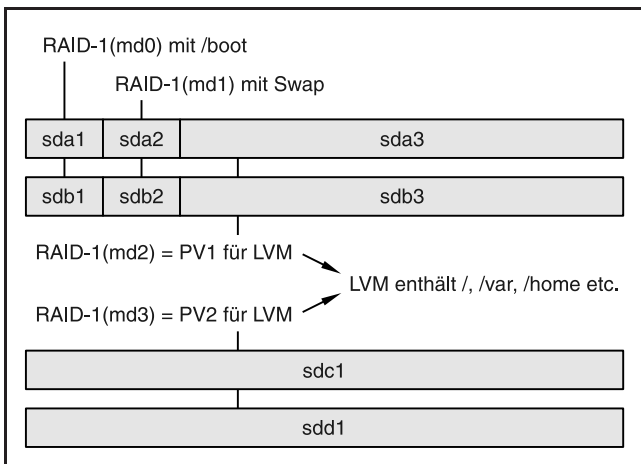 RAID-1(md0) mit /boot
RAID-1(md1) mit Swap
sda1 sda2 sda3
sdb1 sdb2 sdb3
RAID-1(md2) = PV1 für LVM
LVM enthält /, /var, /home etc.
RAID-1(md3) = PV2 für LVM
sdc1
sdd1